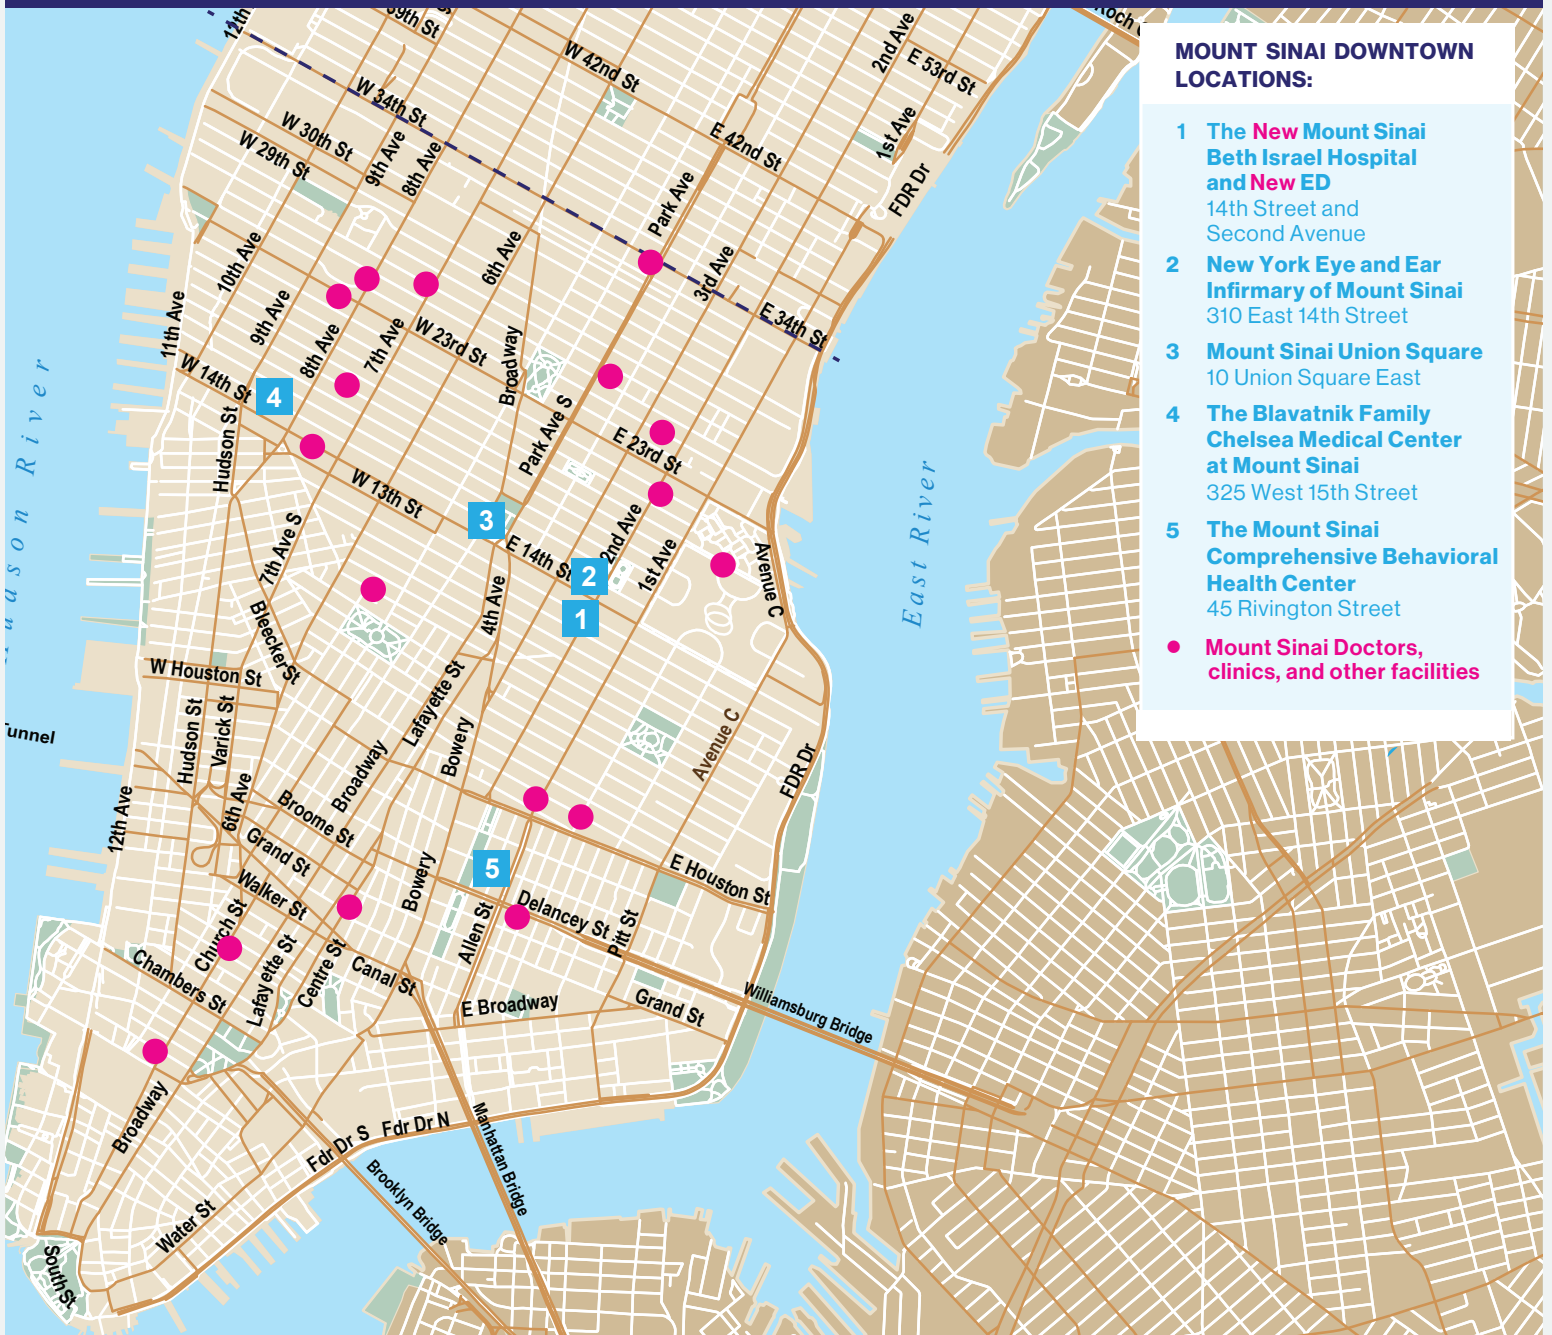 MOUNT SINAI DOWNTOWN
LOCATIONS:
1 The New Mount Sinai
Beth Israel Hospital
and New ED
14th Street and
Second Avenue
2 New York Eye and Ear
Infirmary of Mount Sinai
310 East 14th Street
3 Mount Sinai Union Square
10 Union Square East
4 The Blavatnik Family
Chelsea Medical Center
at Mount Sinai
325 West 15th Street
5 The Mount Sinai
Comprehensive Behavioral
Health Center
45 Rivington Street
Mount Sinai Doctors,
clinics, and other facilities
12th
39th St
W 42nd St
2nd Ave
E 53rd St
W 34th St
W 30th St
W 29th St
9th Ave
8th Ave
E 42nd St
1st Ave
FDR Dr
Park Ave
10th Ave
6th Ave
3rd Ave
11th Ave
9th Ave
8th Ave
7th Ave
W 23rd St
Broadway
E 34th St
W 14th St
4
Hudson St
Park Ave S
E 23rd St
W 13th St
3
E 14th St
2nd Ave
1st Ave
2
1
Avenue C
East River
7th Ave S
4th Ave
Bleecker St
W Houston St
Lafayette St
Hudson St
Varick St
Bowery
Avenue C
Tunnel
Broadway
FDR Dr
12th Ave
6th Ave
Broome St
Grand St
5
E Houston St
Bowery
Walker St
Delancey St
Allen St
Pitt St
Church St
Lafayette St
Centre St
Canal St
Chambers St
E Broadway
Grand St
Williamsburg Bridge
Broadway
Fdr Dr S
Fdr Dr N
Manhattan Bridge
Brooklyn Bridge
Water St
South St
River